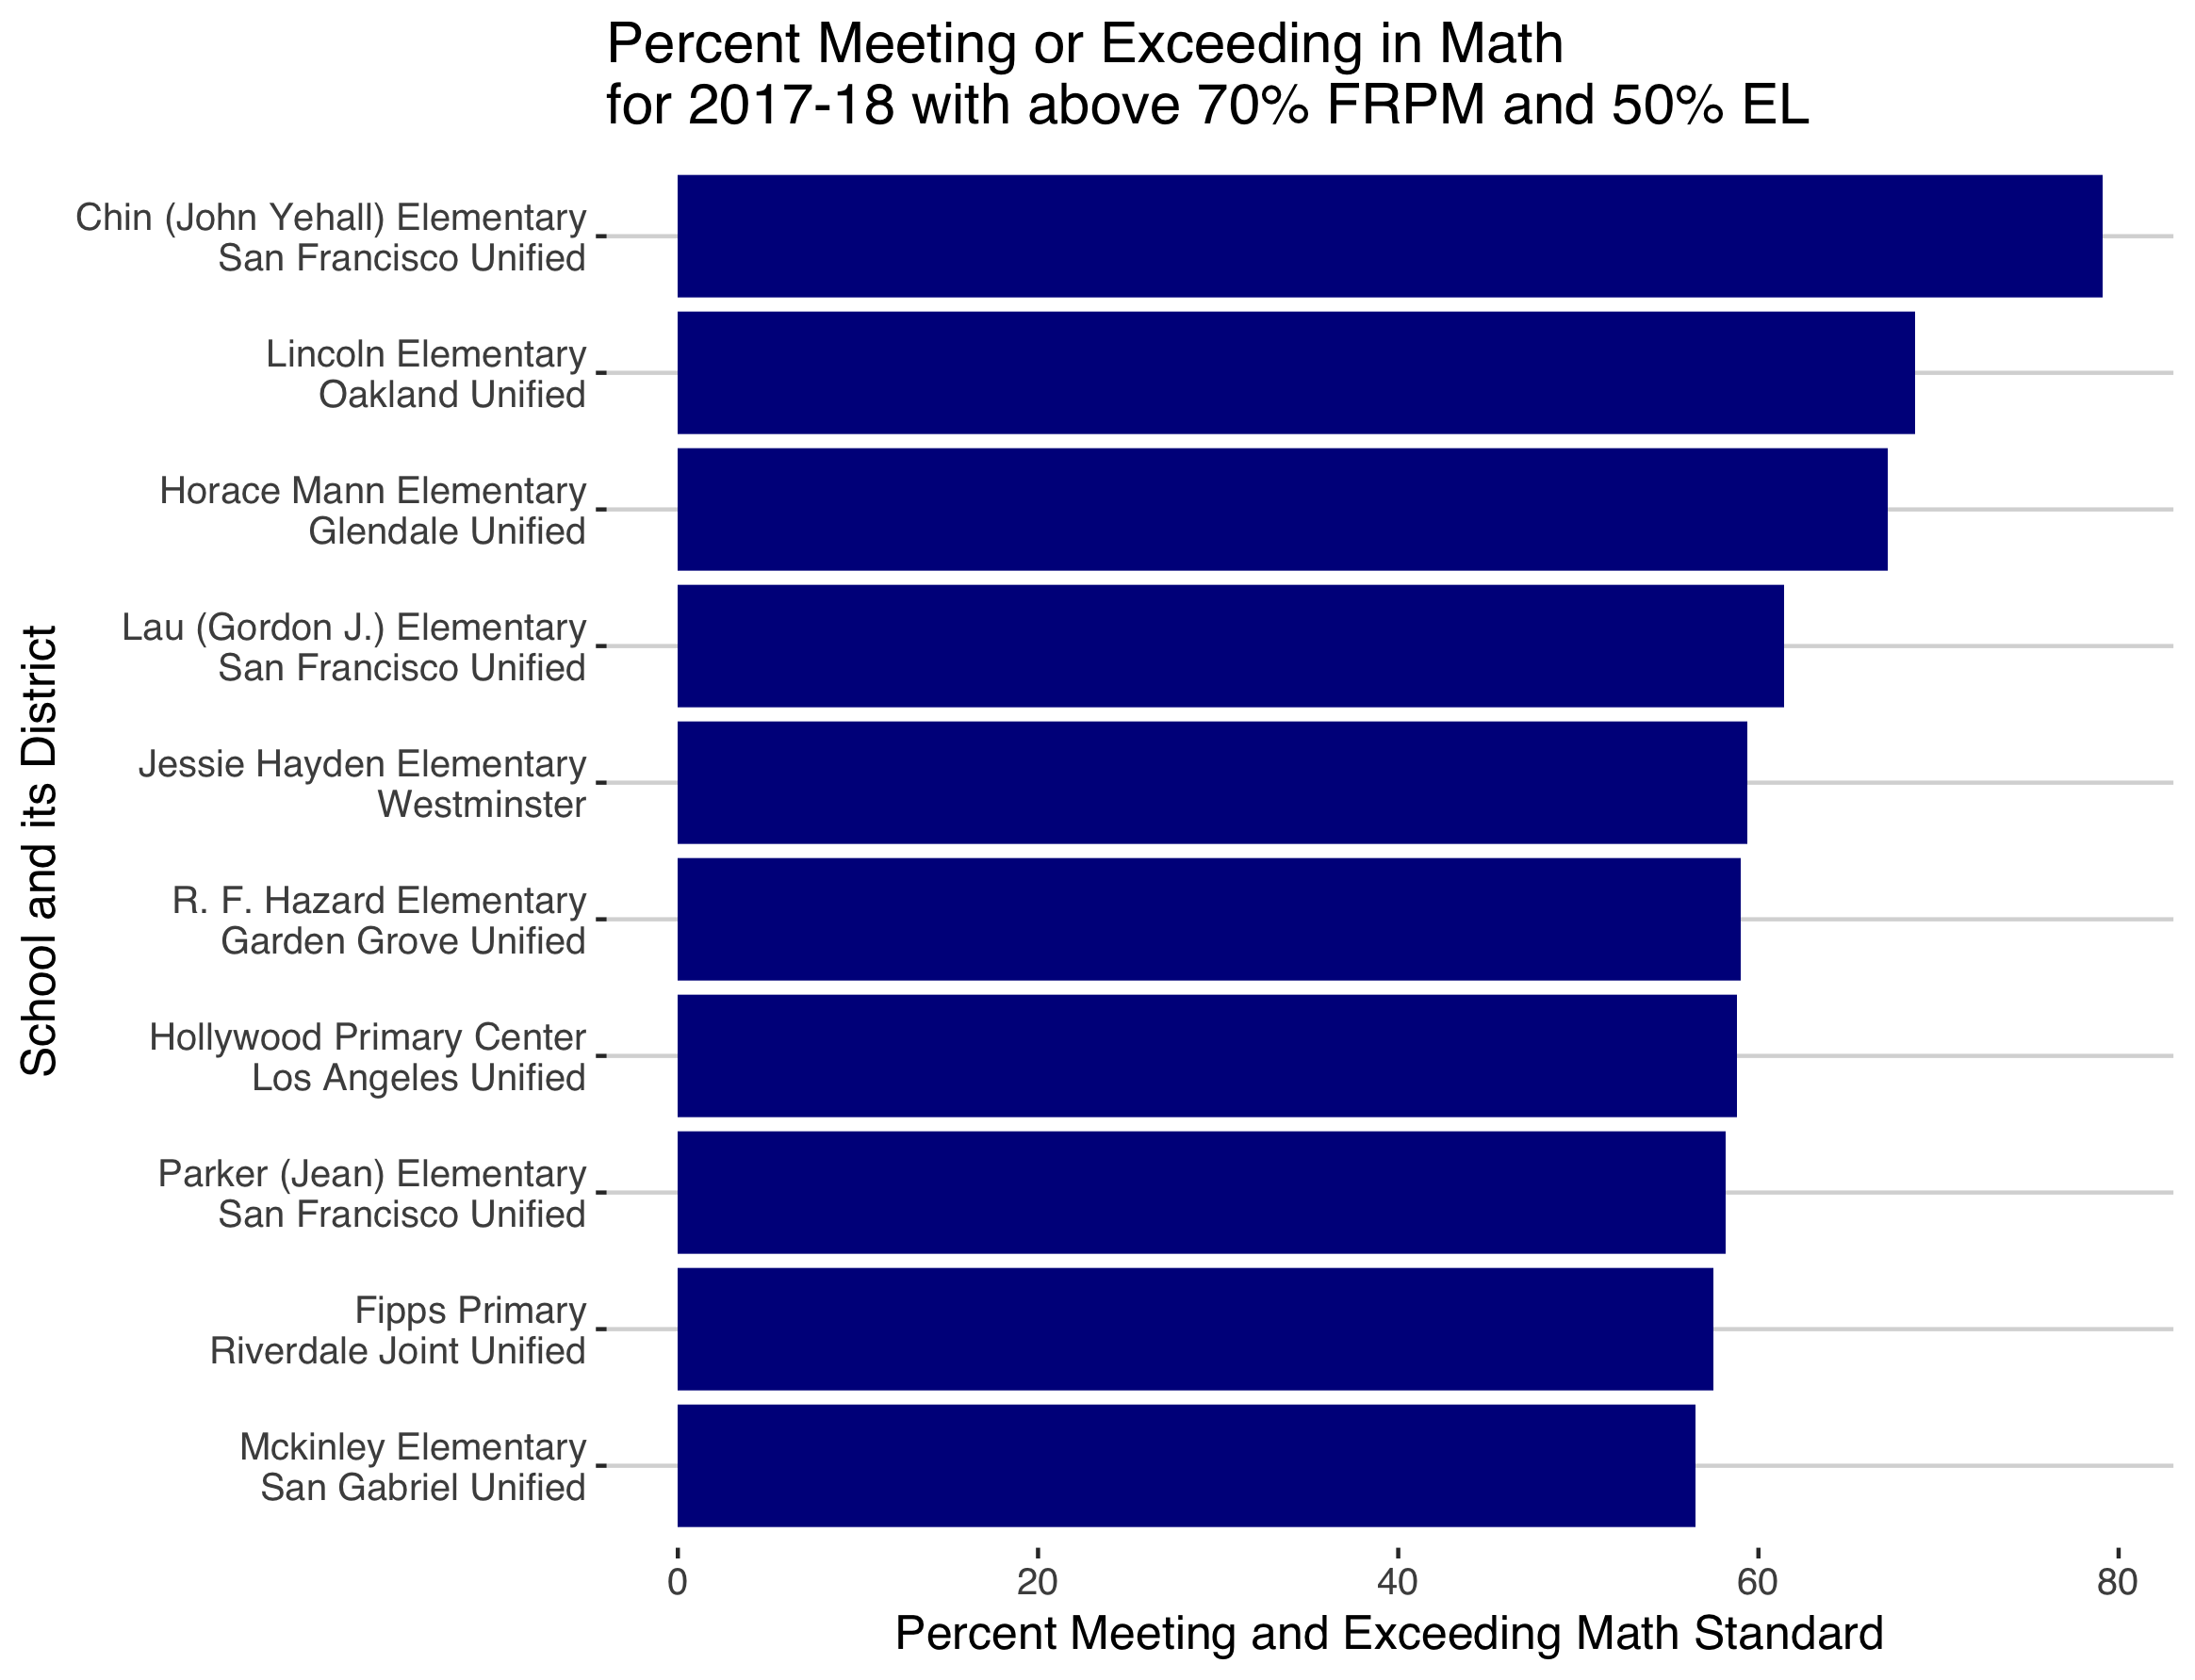 Percent Meeting or Exceeding in Math
for 2017-18 with above 70% FRPM and 50% EL
School and its District
Chin (John Yehall) Elementary
San Francisco Unified
Lincoln Elementary
Oakland Unified
Horace Mann Elementary
Glendale Unified
Lau (Gordon J.) Elementary
San Francisco Unified
Jessie Hayden Elementary
Westminster
R. F. Hazard Elementary
Garden Grove Unified
Hollywood Primary Center
Los Angeles Unified
Parker (Jean) Elementary
San Francisco Unified
Fipps Primary
Riverdale Joint Unified
Mckinley Elementary
San Gabriel Unified
0 20 40 60 80
Percent Meeting and Exceeding Math Standard